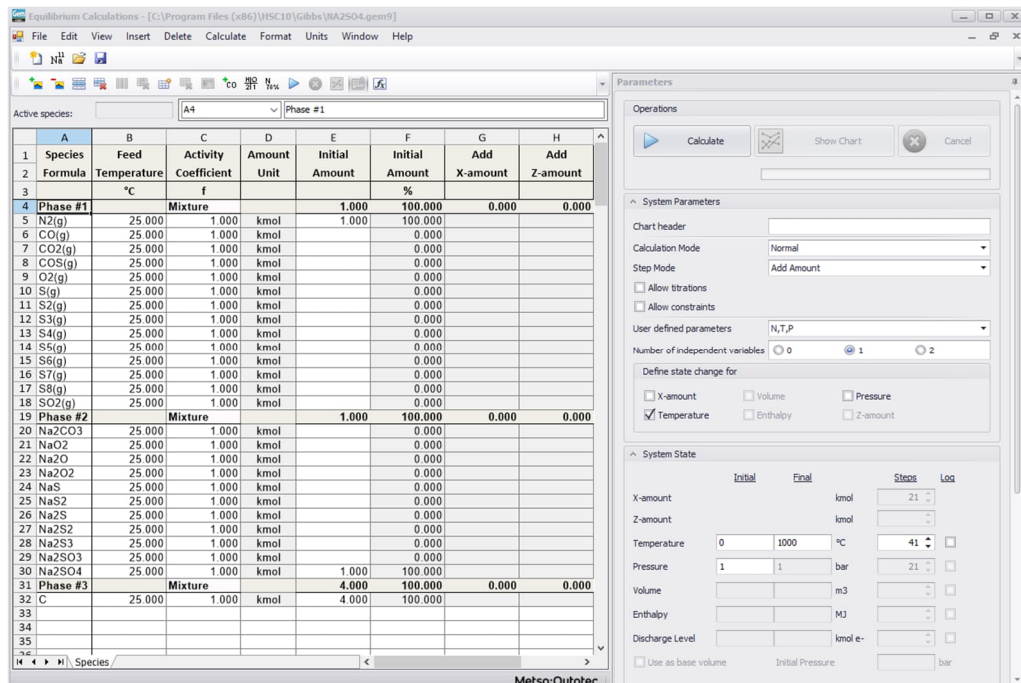 Equilibrium Calculations - [C:\Program Files (x86)\HSC10\Gibbs\NA2SO4.gem9]
File Edit View Insert Delete Calculate Format Units Window Help
Active species: A4 Phase #1
A B C D E F G H
1 Species Feed Activity Amount Initial Initial Add Add
2 Formula Temperature Coefficient Unit Amount Amount X-amount Z-amount
3 °C f %
4 Phase #1 Mixture 1.000 100.000 0.000 0.000
5 N2(g) 25.000 1.000 kmol 1.000 100.000
6 CO(g) 25.000 1.000 kmol 0.000
7 CO2(g) 25.000 1.000 kmol 0.000
8 COS(g) 25.000 1.000 kmol 0.000
9 O2(g) 25.000 1.000 kmol 0.000
10 S(g) 25.000 1.000 kmol 0.000
11 S2(g) 25.000 1.000 kmol 0.000
12 S3(g) 25.000 1.000 kmol 0.000
13 S4(g) 25.000 1.000 kmol 0.000
14 S5(g) 25.000 1.000 kmol 0.000
15 S6(g) 25.000 1.000 kmol 0.000
16 S7(g) 25.000 1.000 kmol 0.000
17 S8(g) 25.000 1.000 kmol 0.000
18 SO2(g) 25.000 1.000 kmol 0.000
19 Phase #2 Mixture 1.000 100.000 0.000 0.000
20 Na2CO3 25.000 1.000 kmol 0.000
21 NaO2 25.000 1.000 kmol 0.000
22 Na2O 25.000 1.000 kmol 0.000
23 Na2O2 25.000 1.000 kmol 0.000
24 NaS 25.000 1.000 kmol 0.000
25 NaS2 25.000 1.000 kmol 0.000
26 Na2S 25.000 1.000 kmol 0.000
27 Na2S2 25.000 1.000 kmol 0.000
28 Na2S3 25.000 1.000 kmol 0.000
29 Na2SO3 25.000 1.000 kmol 0.000
30 Na2SO4 25.000 1.000 kmol 1.000 100.000
31 Phase #3 Mixture 4.000 100.000 0.000 0.000
32 C 25.000 1.000 kmol 4.000 100.000
33
34
35
Species
Metso:Outotec
Parameters
Operations
Calculate Show Chart Cancel
System Parameters
Chart header
Calculation Mode Normal
Step Mode Add Amount
Allow titrations
Allow constraints
User defined parameters N,T,P
Number of independent variables 0 1 2
Define state change for
X-amount Volume Pressure
Temperature Enthalpy Z-amount
System State
Initial Final Steps Log
X-amount kmol 21
Z-amount kmol
Temperature 0 1000 °C 41
Pressure 1 1 bar 21
Volume m3
Enthalpy MJ
Discharge Level kmol e-
Use as base volume Initial Pressure bar